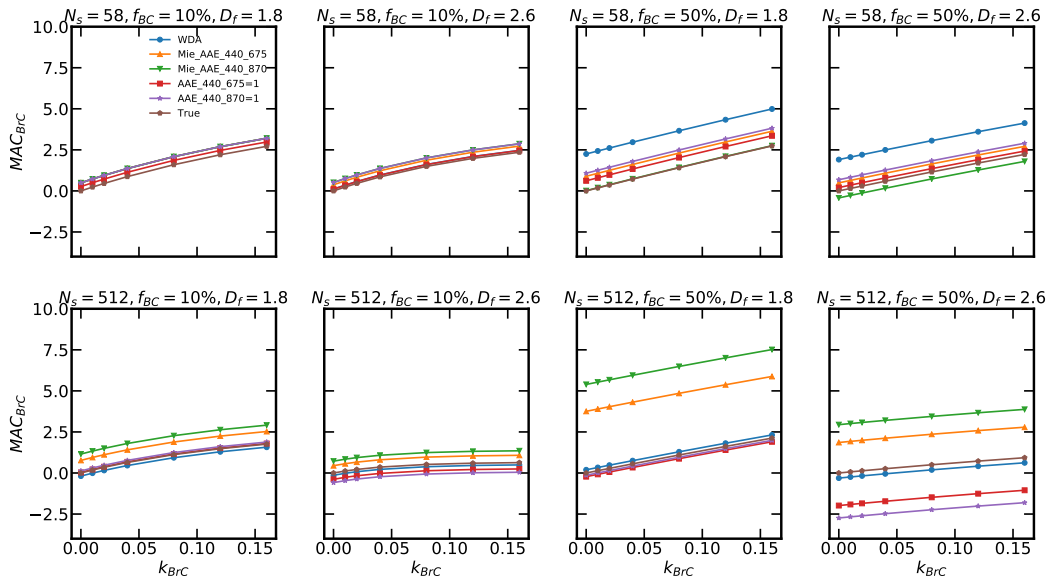 N_s = 58, f_BC = 10%, D_f = 1.8
N_s = 58, f_BC = 10%, D_f = 2.6
N_s = 58, f_BC = 50%, D_f = 1.8
N_s = 58, f_BC = 50%, D_f = 2.6
10.0
7.5
5.0
2.5
0.0
−2.5
MAC_BrC
WDA
Mie_AAE_440_675
Mie_AAE_440_870
AAE_440_675=1
AAE_440_870=1
True
N_s = 512, f_BC = 10%, D_f = 1.8
N_s = 512, f_BC = 10%, D_f = 2.6
N_s = 512, f_BC = 50%, D_f = 1.8
N_s = 512, f_BC = 50%, D_f = 2.6
10.0
7.5
5.0
2.5
0.0
−2.5
MAC_BrC
0.00 0.05 0.10 0.15
0.00 0.05 0.10 0.15
0.00 0.05 0.10 0.15
0.00 0.05 0.10 0.15
k_BrC
k_BrC
k_BrC
k_BrC